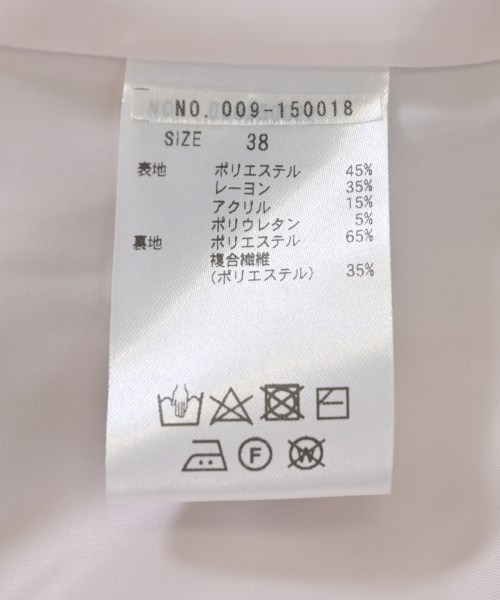 NO.0009-150018
SIZE 38
表地 ポリエステル 45%
レーヨン 35%
アクリル 15%
ポリウレタン 5%
裏地 ポリエステル 65%
複合繊維
(ポリエステル) 35%
F
W